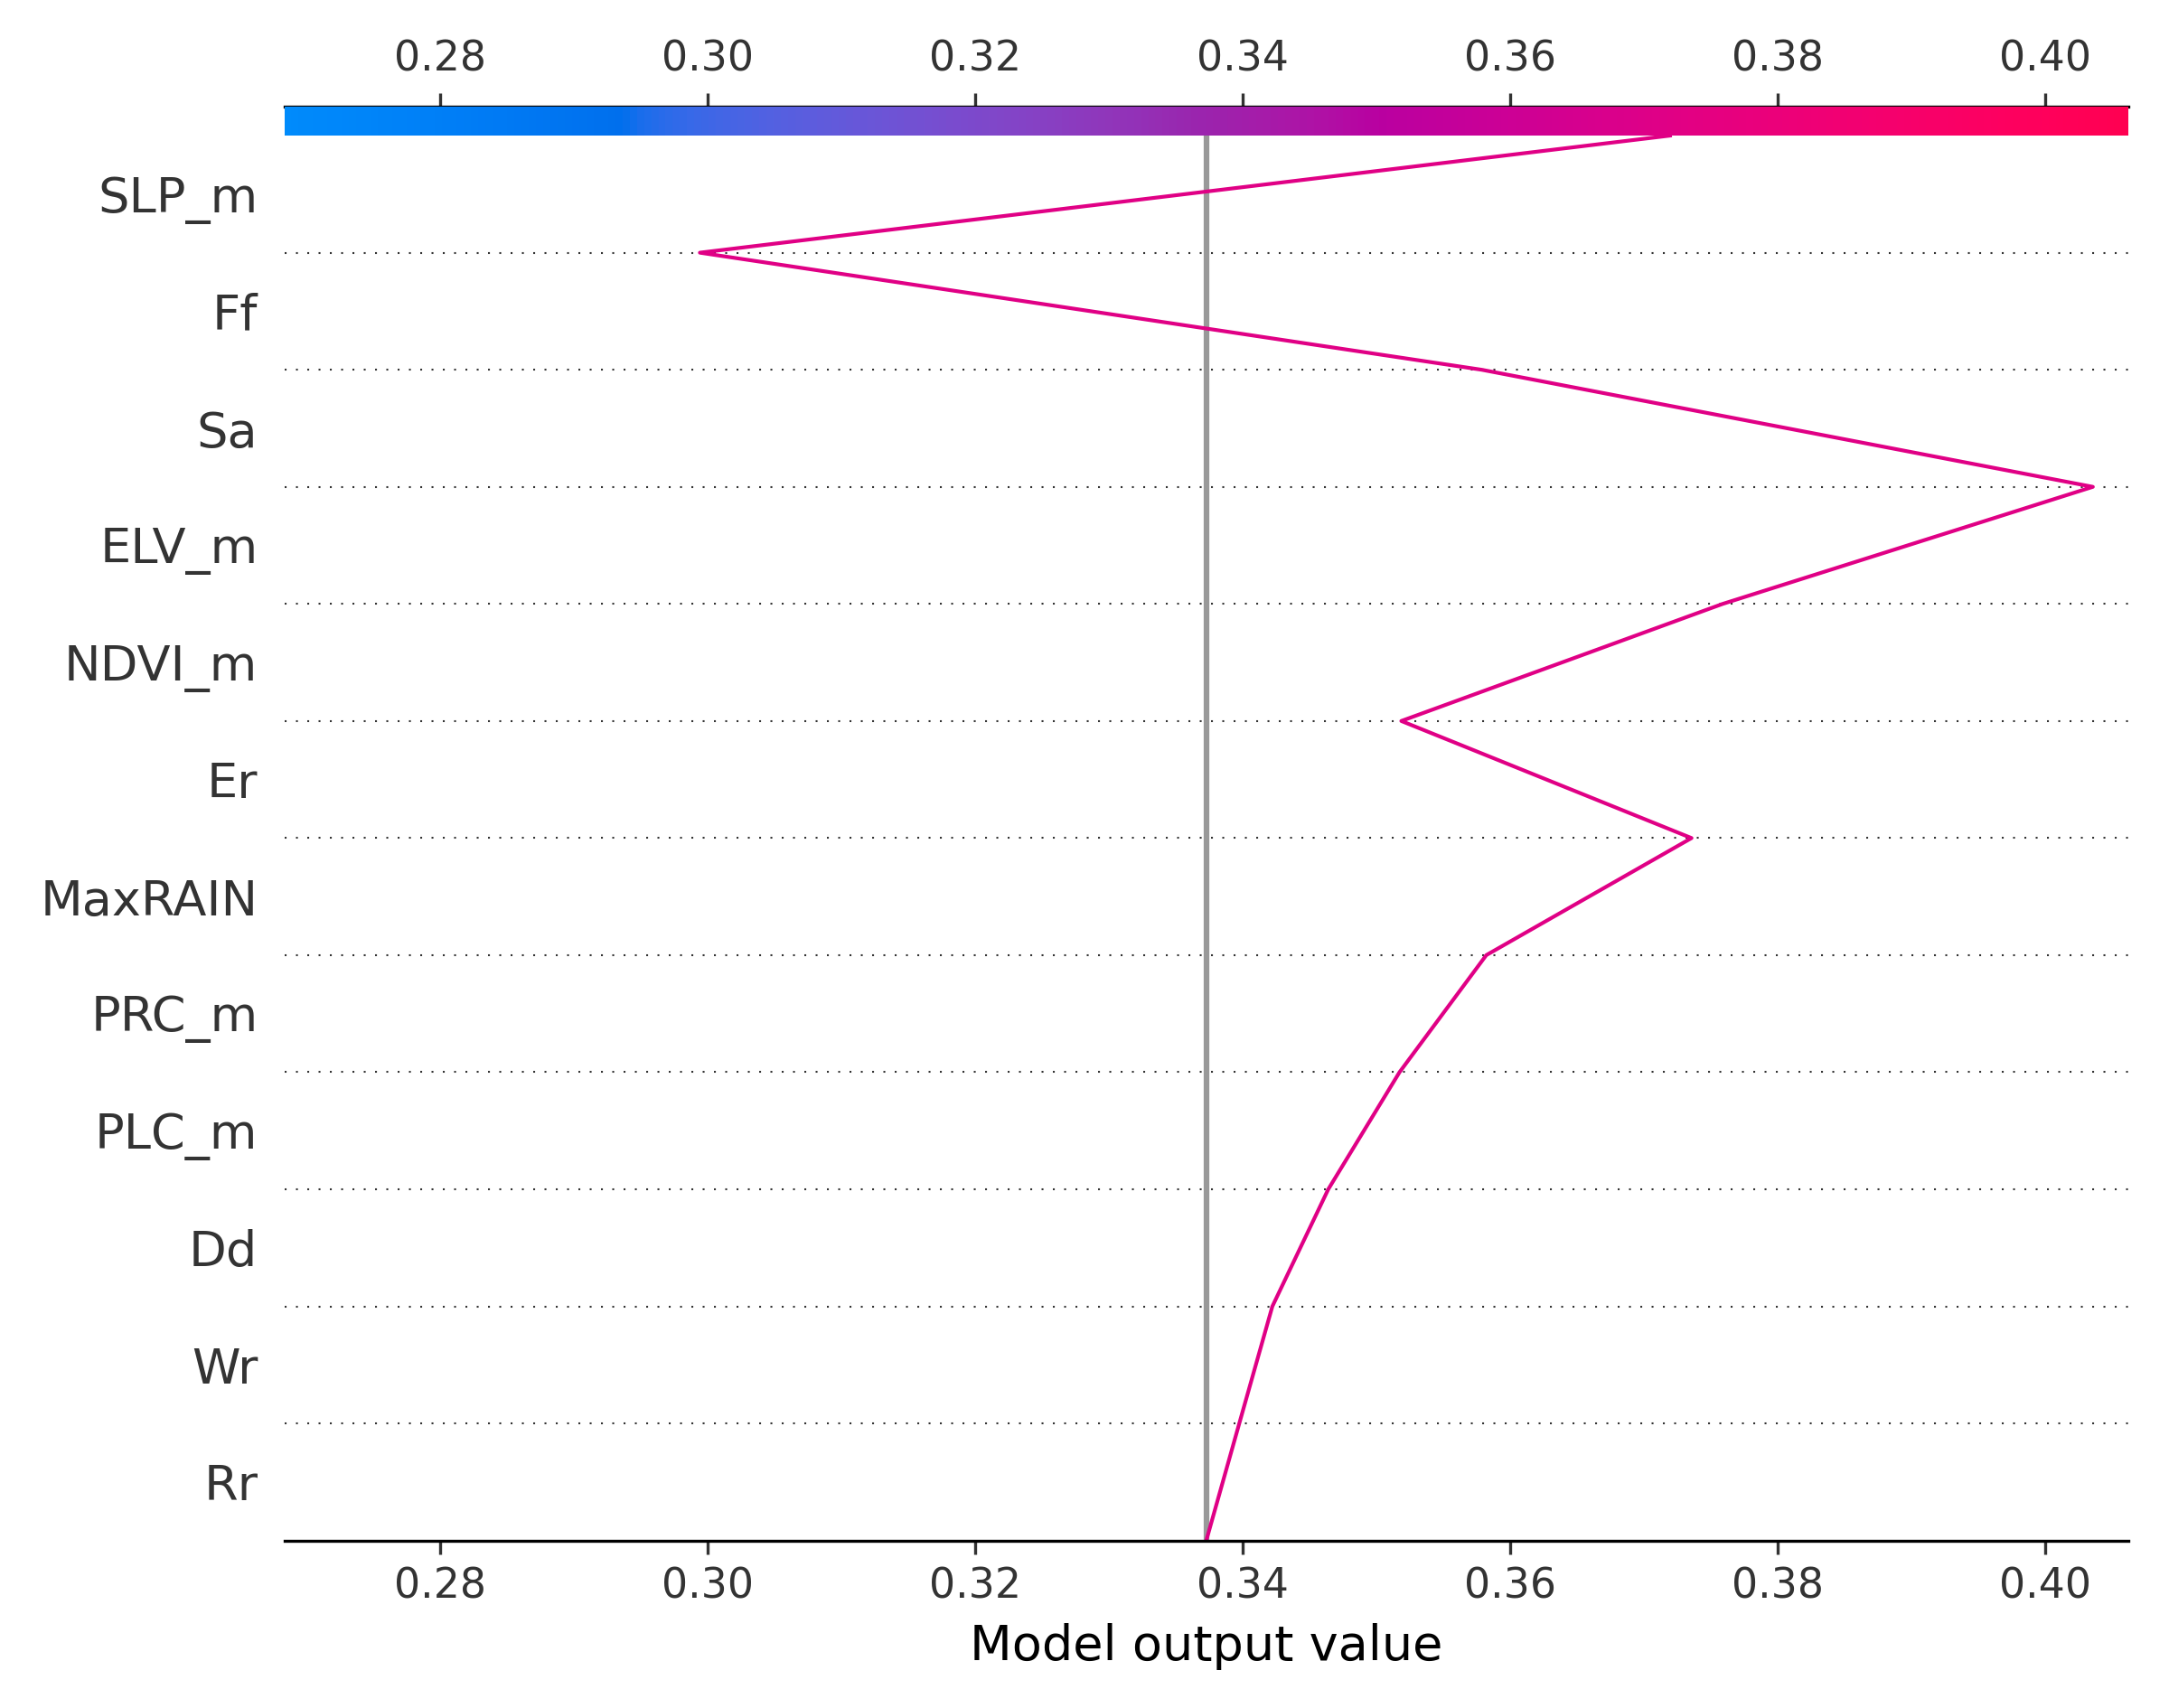 0.28 0.30 0.32 0.34 0.36 0.38 0.40
SLP_m
Ff
Sa
ELV_m
NDVI_m
Er
MaxRAIN
PRC_m
PLC_m
Dd
Wr
Rr
0.28 0.30 0.32 0.34 0.36 0.38 0.40
Model output value